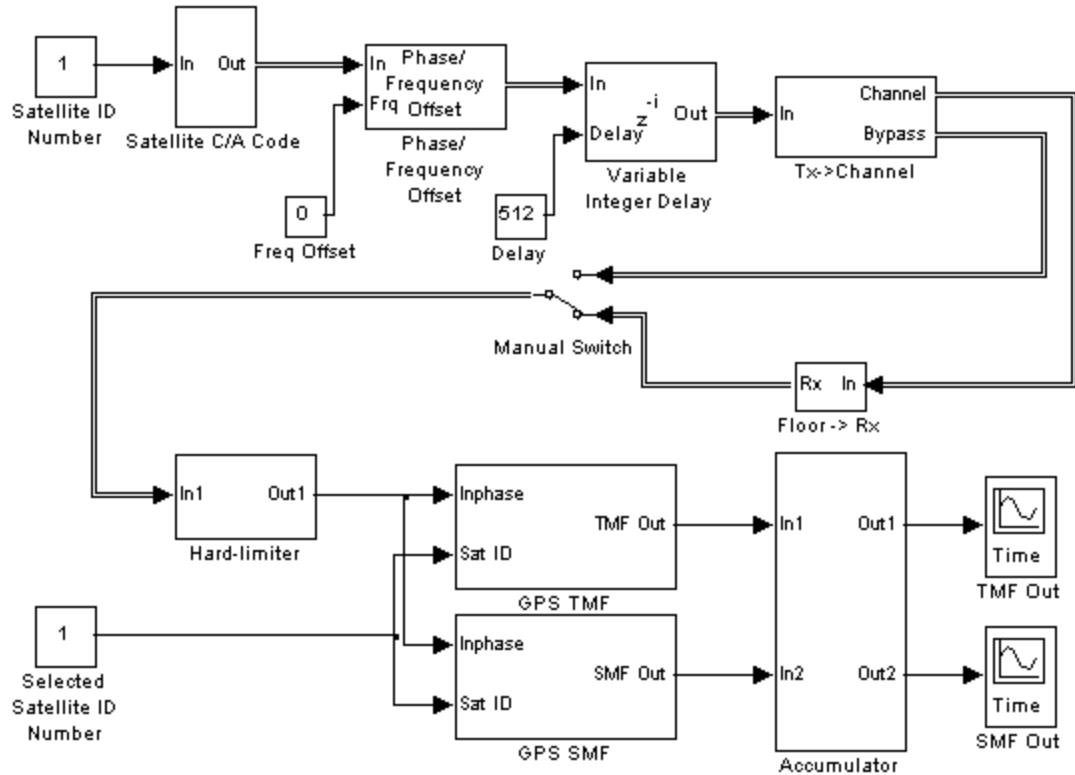 1
Satellite ID
Number
In
Out
Satellite C/A Code
In
Frq
Phase/
Frequency
Offset
Phase/
Frequency
Offset
0
Freq Offset
In
Delay
z
-i
Out
Variable
Integer Delay
512
Delay
In
Channel
Bypass
Tx->Channel
Manual Switch
Rx
In
Floor -> Rx
In1
Out1
Hard-limiter
Inphase
Sat ID
TMF Out
GPS TMF
1
Selected
Satellite ID
Number
Inphase
Sat ID
SMF Out
GPS SMF
In1
In2
Out1
Out2
Accumulator
Time
TMF Out
Time
SMF Out